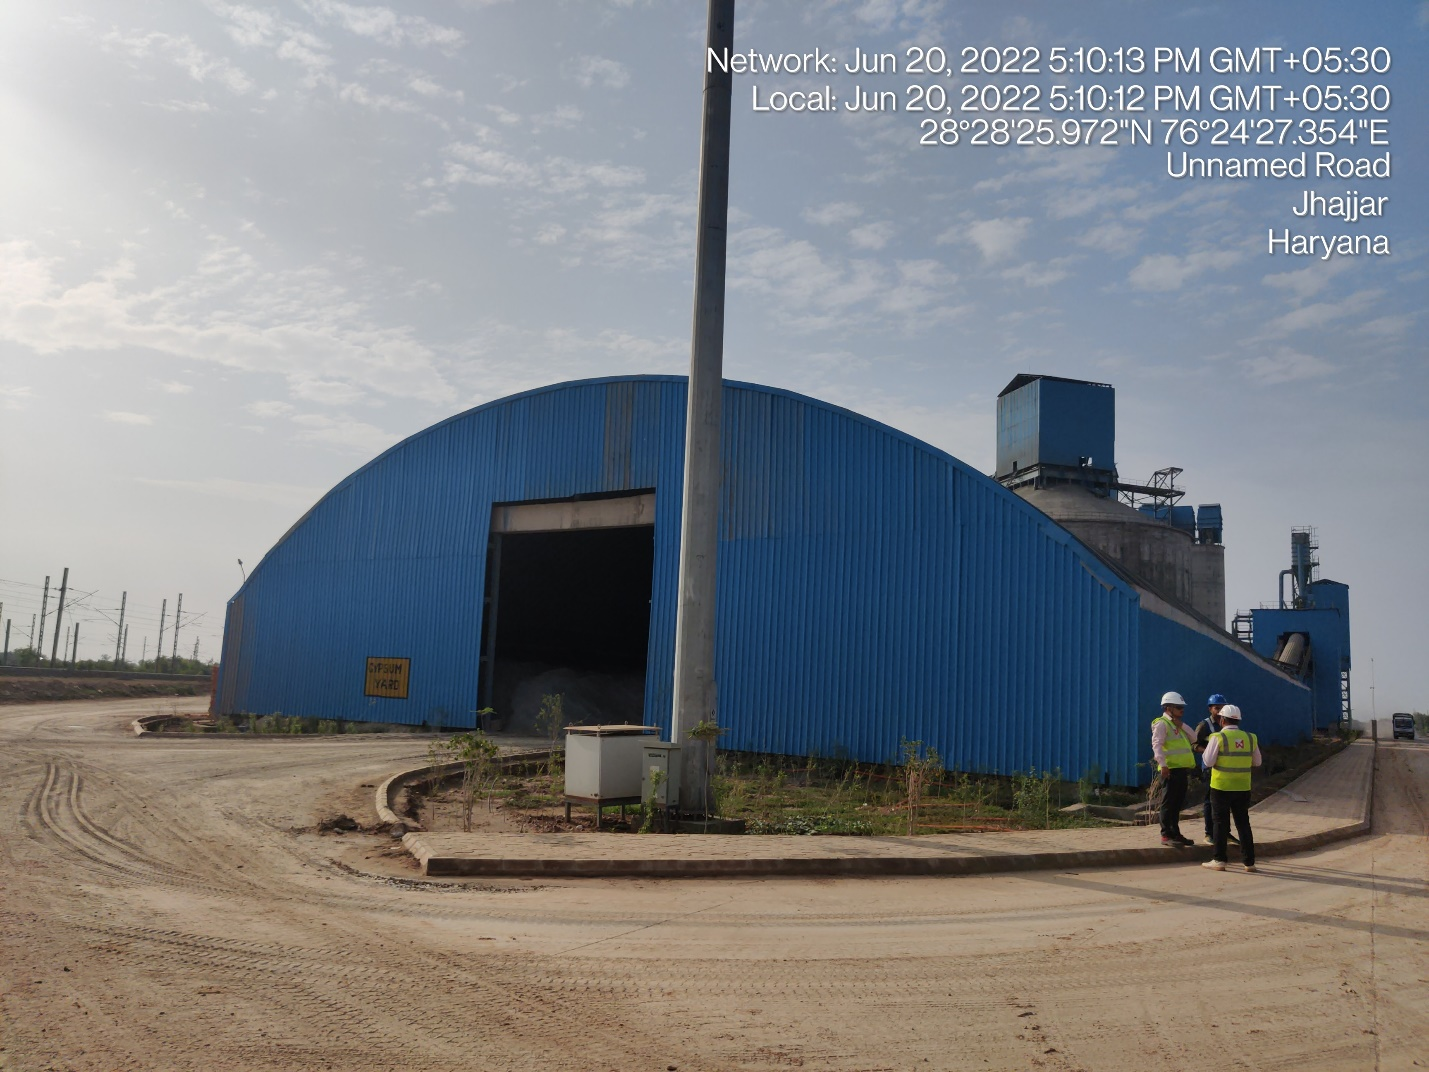 Network: Jun 20, 2022 5:10:13 PM GMT+05:30
Local: Jun 20, 2022 5:10:12 PM GMT+05:30
28°28'25.972"N 76°24'27.354"E
Unnamed Road
Jhajjar
Haryana
GYPSUM
YARD